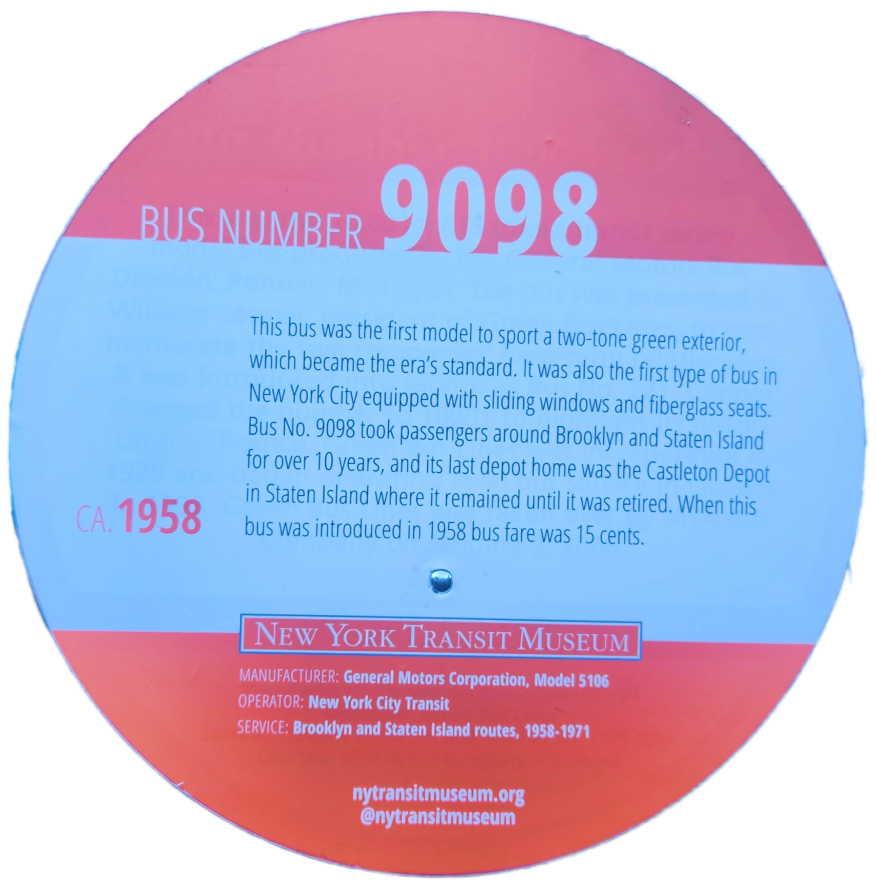 BUS NUMBER 9098
This bus was the first model to sport a two-tone green exterior,
which became the era's standard. It was also the first type of bus in
New York City equipped with sliding windows and fiberglass seats.
Bus No. 9098 took passengers around Brooklyn and Staten Island
for over 10 years, and its last depot home was the Castleton Depot
in Staten Island where it remained until it was retired. When this
bus was introduced in 1958 bus fare was 15 cents.
CA. 1958
NEW YORK TRANSIT MUSEUM
MANUFACTURER: General Motors Corporation, Model 5106
OPERATOR: New York City Transit
SERVICE: Brooklyn and Staten Island routes, 1958-1971
nytransitmuseum.org
@nytransitmuseum